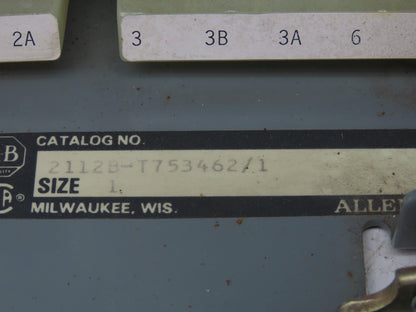 2A 3 3B 3A 6
CATALOG NO.
2112B-T753462/1
SIZE 1
MILWAUKEE, WIS. ALLE